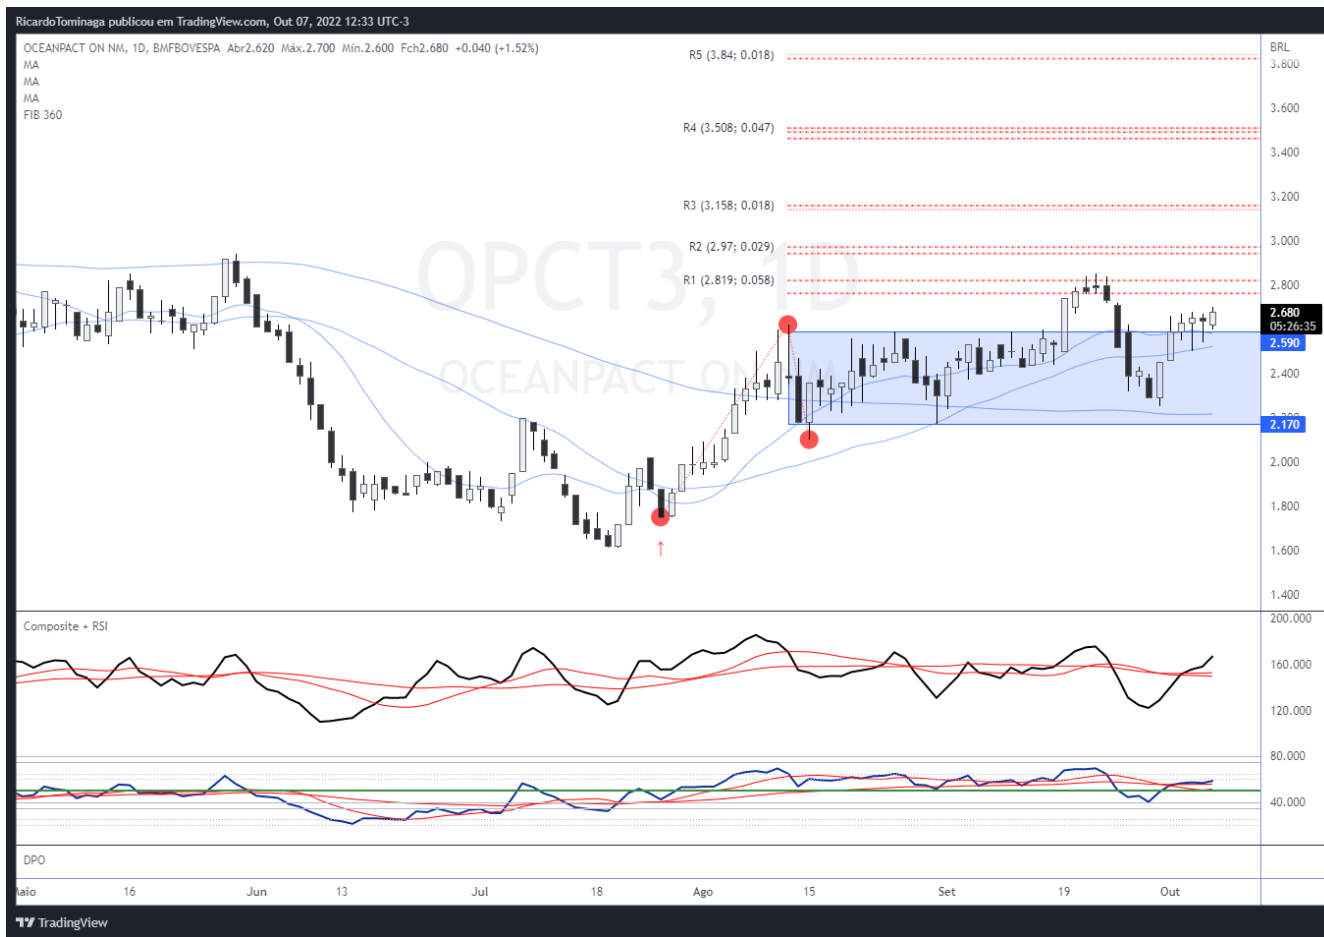 RicardoTominaga publicou em TradingView.com, Out 07, 2022 12:33 UTC-3
OCEANPACT ON NM, 1D, BMFBOVESPA Abr2.620 Máx.2.700 Mín.2.600 Fch2.680 +0.040 (+1.52%)
MA
MA
MA
FIB 360
BRL
3.800
3.600
3.400
3.200
3.000
2.800
2.680
05:26:35
2.590
2.400
2.200
2.170
2.000
1.800
1.600
1.400
R5 (3.84; 0.018)
R4 (3.508; 0.047)
R3 (3.158; 0.018)
R2 (2.97; 0.029)
R1 (2.819; 0.058)
OPCT3, 1D
OCEANPACT ON NM
↑
Composite + RSI
200.000
160.000
120.000
80.000
40.000
DPO
Maio 16 Jun 13 Jul 18 Ago 15 Set 19 Out
TradingView